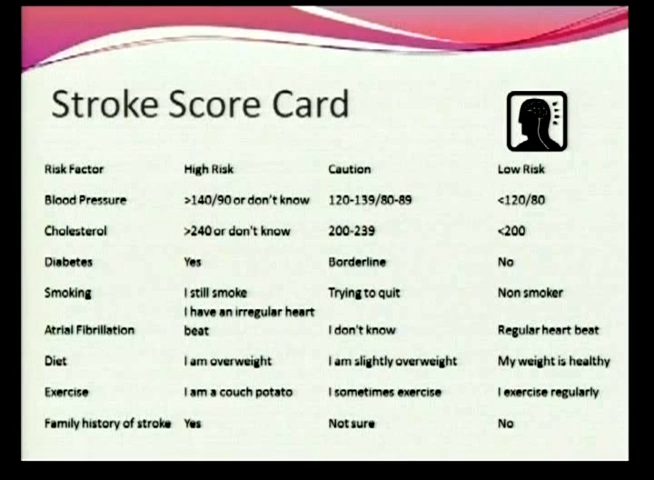 Stroke Score Card
Risk Factor High Risk Caution Low Risk
Blood Pressure >140/90 or don't know 120-139/80-89 <120/80
Cholesterol >240 or don't know 200-239 <200
Diabetes Yes Borderline No
Smoking I still smoke Trying to quit Non smoker
I have an irregular heart
Atrial Fibrillation beat I don't know Regular heart beat
Diet I am overweight I am slightly overweight My weight is healthy
Exercise I am a couch potato I sometimes exercise I exercise regularly
Family history of stroke Yes Not sure No